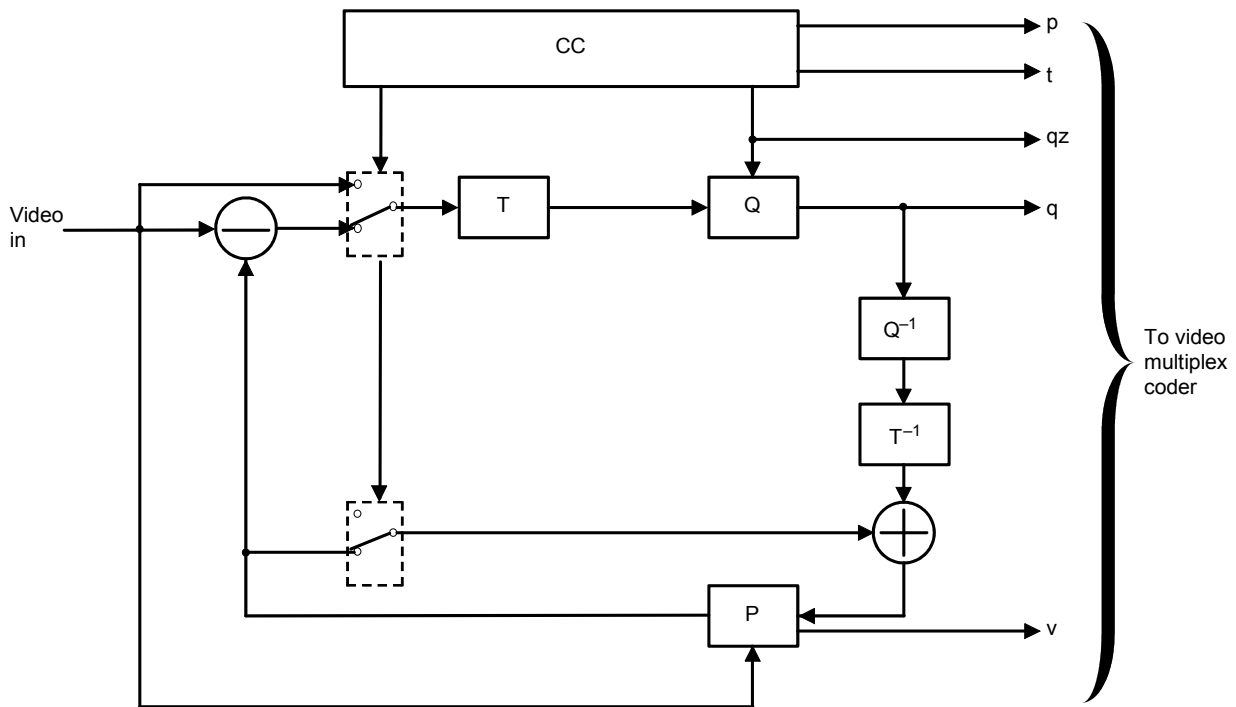 CC
p
t
qz
Video
in
T
Q
q
Q–1
To video
multiplex
coder
T–1
P
v